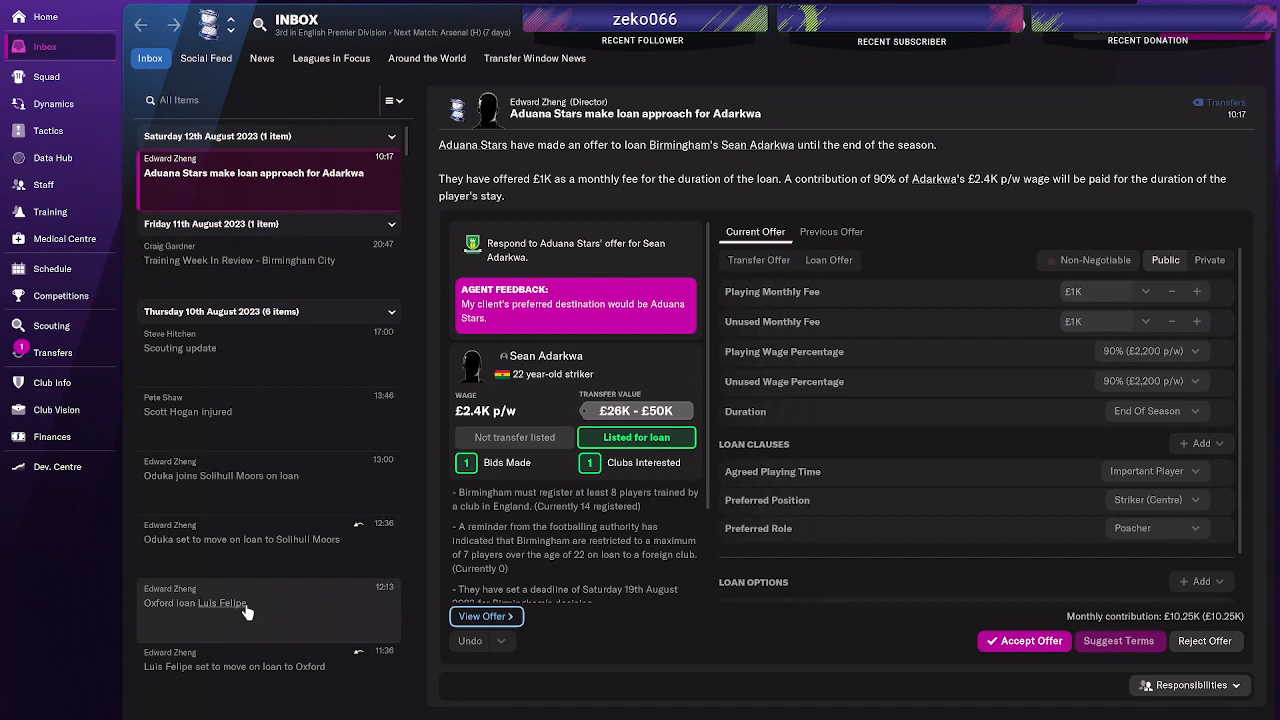 Home
Inbox
Squad
Dynamics
Tactics
Data Hub
Staff
Training
Medical Centre
Schedule
Competitions
Scouting
1
Transfers
Club Info
Club Vision
Finances
Dev. Centre
INBOX
3rd in English Premier Division - Next Match: Arsenal (H) (7 days)
zeko066
RECENT FOLLOWER
RECENT SUBSCRIBER
RECENT DONATION
Inbox Social Feed News Leagues in Focus Around the World Transfer Window News
All Items
Saturday 12th August 2023 (1 item)
Edward Zheng 10:17
Aduana Stars make loan approach for Adarkwa
Friday 11th August 2023 (1 item)
Craig Gardner 20:47
Training Week In Review - Birmingham City
Thursday 10th August 2023 (6 items)
Steve Hitchen 17:00
Scouting update
Pete Shaw 13:46
Scott Hogan injured
Edward Zheng 13:00
Oduka joins Solihull Moors on loan
Edward Zheng 12:36
Oduka set to move on loan to Solihull Moors
Edward Zheng 12:13
Oxford loan Luis Felipe
Edward Zheng 11:36
Luis Felipe set to move on loan to Oxford
Edward Zheng (Director) Transfers
Aduana Stars make loan approach for Adarkwa 10:17
Aduana Stars have made an offer to loan Birmingham's Sean Adarkwa until the end of the season.
They have offered £1K as a monthly fee for the duration of the loan. A contribution of 90% of Adarkwa's £2.4K p/w wage will be paid for the duration of the
player's stay.
Respond to Aduana Stars' offer for Sean
Adarkwa.
AGENT FEEDBACK:
My client's preferred destination would be Aduana
Stars.
Sean Adarkwa
22 year-old striker
WAGE TRANSFER VALUE
£2.4K p/w £26K - £50K
Not transfer listed Listed for loan
1 Bids Made 1 Clubs Interested
- Birmingham must register at least 8 players trained by
a club in England. (Currently 14 registered)
- A reminder from the footballing authority has
indicated that Birmingham are restricted to a maximum
of 7 players over the age of 22 on loan to a foreign club.
(Currently 0)
- They have set a deadline of Saturday 19th August
2023 for Birmingham's decision.
View Offer >
Undo
Current Offer Previous Offer
Transfer Offer Loan Offer Non-Negotiable Public Private
Playing Monthly Fee £1K
Unused Monthly Fee £1K
Playing Wage Percentage 90% (£2,200 p/w)
Unused Wage Percentage 90% (£2,200 p/w)
Duration End Of Season
LOAN CLAUSES + Add
Agreed Playing Time Important Player
Preferred Position Striker (Centre)
Preferred Role Poacher
LOAN OPTIONS + Add
Monthly contribution: £10.25K (£10.25K)
Accept Offer Suggest Terms Reject Offer
Responsibilities